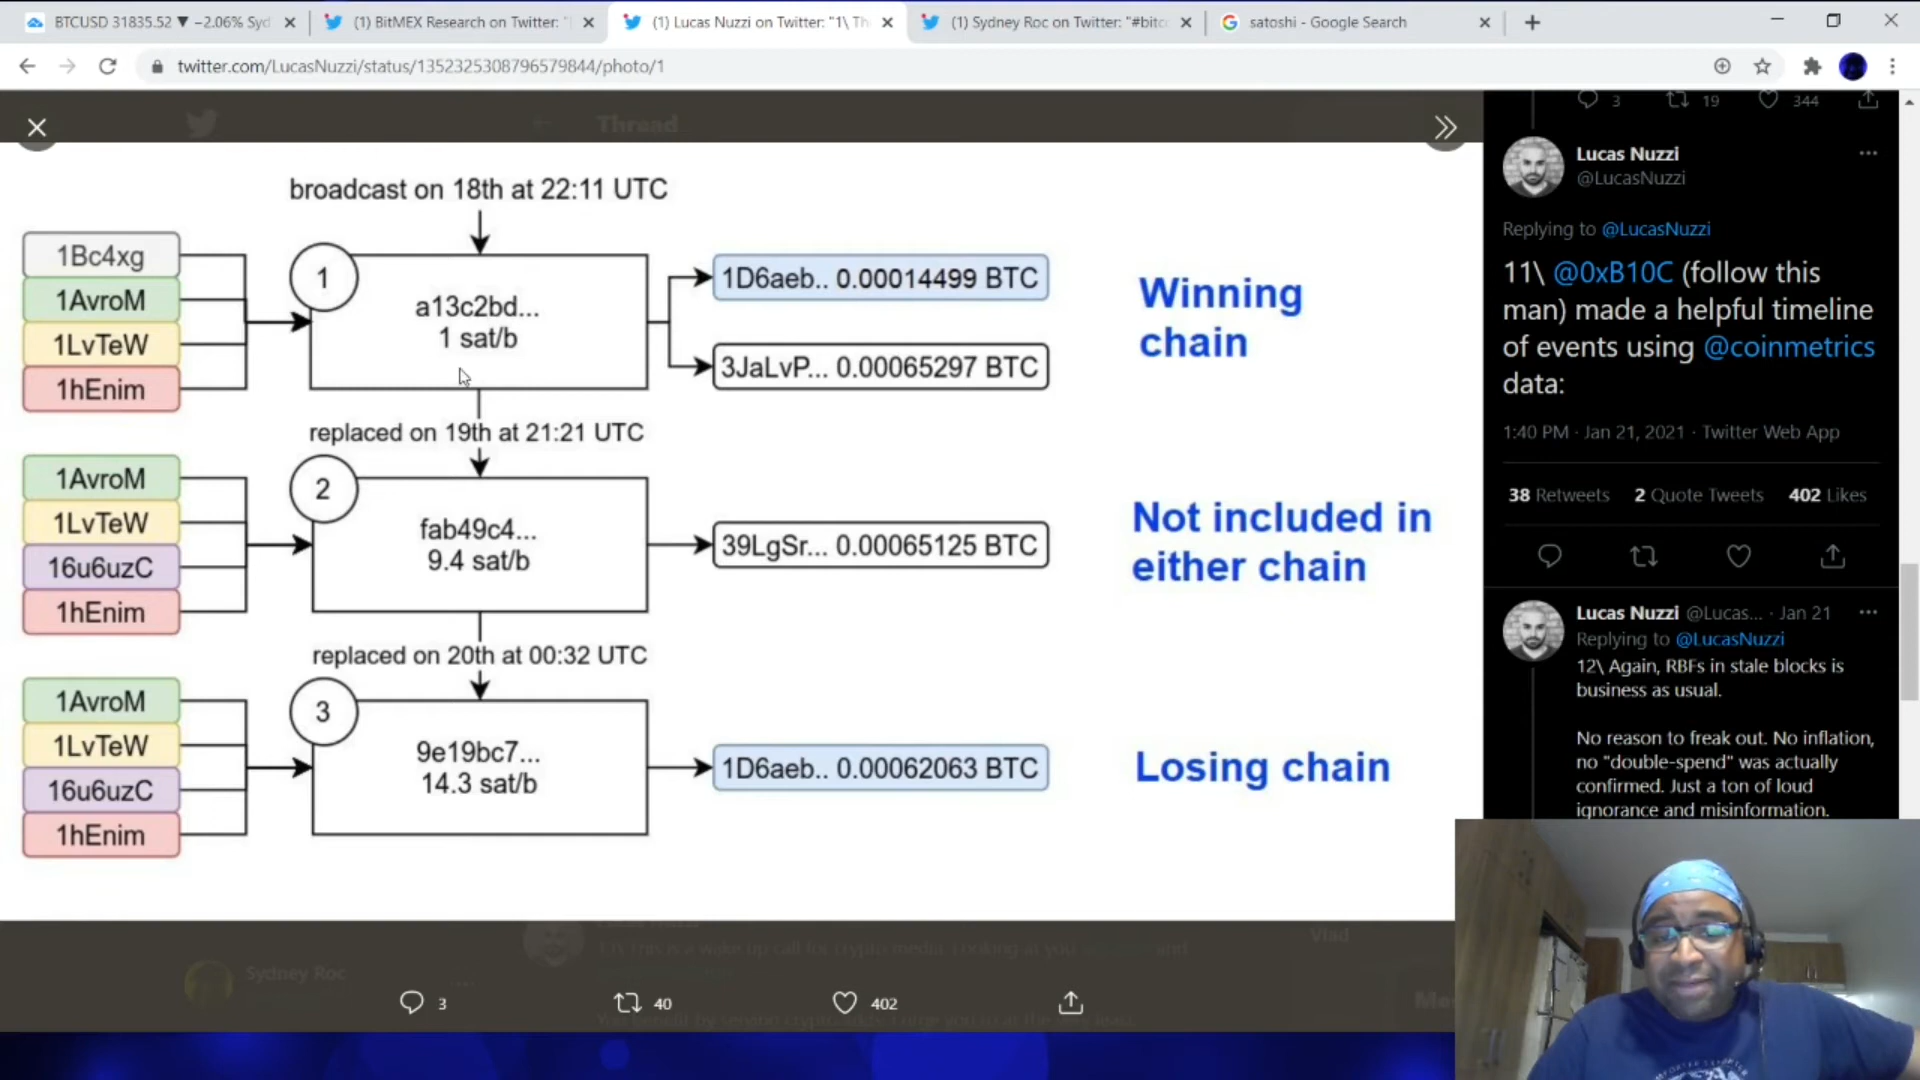 BTCUSD 31835.52 ▼ −2.06% Syd
(1) BitMEX Research on Twitter: "
(1) Lucas Nuzzi on Twitter: "1\ Th
(1) Sydney Roc on Twitter: "#bitc
satoshi - Google Search
twitter.com/LucasNuzzi/status/1352325308796579844/photo/1
Thread
broadcast on 18th at 22:11 UTC
1Bc4xg
1AvroM
1LvTeW
1hEnim
1
a13c2bd...
1 sat/b
1D6aeb.. 0.00014499 BTC
3JaLvP... 0.00065297 BTC
Winning
chain
replaced on 19th at 21:21 UTC
1AvroM
1LvTeW
16u6uzC
1hEnim
2
fab49c4...
9.4 sat/b
39LgSr... 0.00065125 BTC
Not included in
either chain
replaced on 20th at 00:32 UTC
1AvroM
1LvTeW
16u6uzC
1hEnim
3
9e19bc7...
14.3 sat/b
1D6aeb.. 0.00062063 BTC
Losing chain
Sydney Roc
Vlad
3 40 402
3 19 344
Lucas Nuzzi
@LucasNuzzi
Replying to @LucasNuzzi
11\ @0xB10C (follow this
man) made a helpful timeline
of events using @coinmetrics
data:
1:40 PM · Jan 21, 2021 · Twitter Web App
38 Retweets 2 Quote Tweets 402 Likes
Lucas Nuzzi @Lucas... · Jan 21
Replying to @LucasNuzzi
12\ Again, RBFs in stale blocks is
business as usual.
No reason to freak out. No inflation,
no "double-spend" was actually
confirmed. Just a ton of loud
ignorance and misinformation.